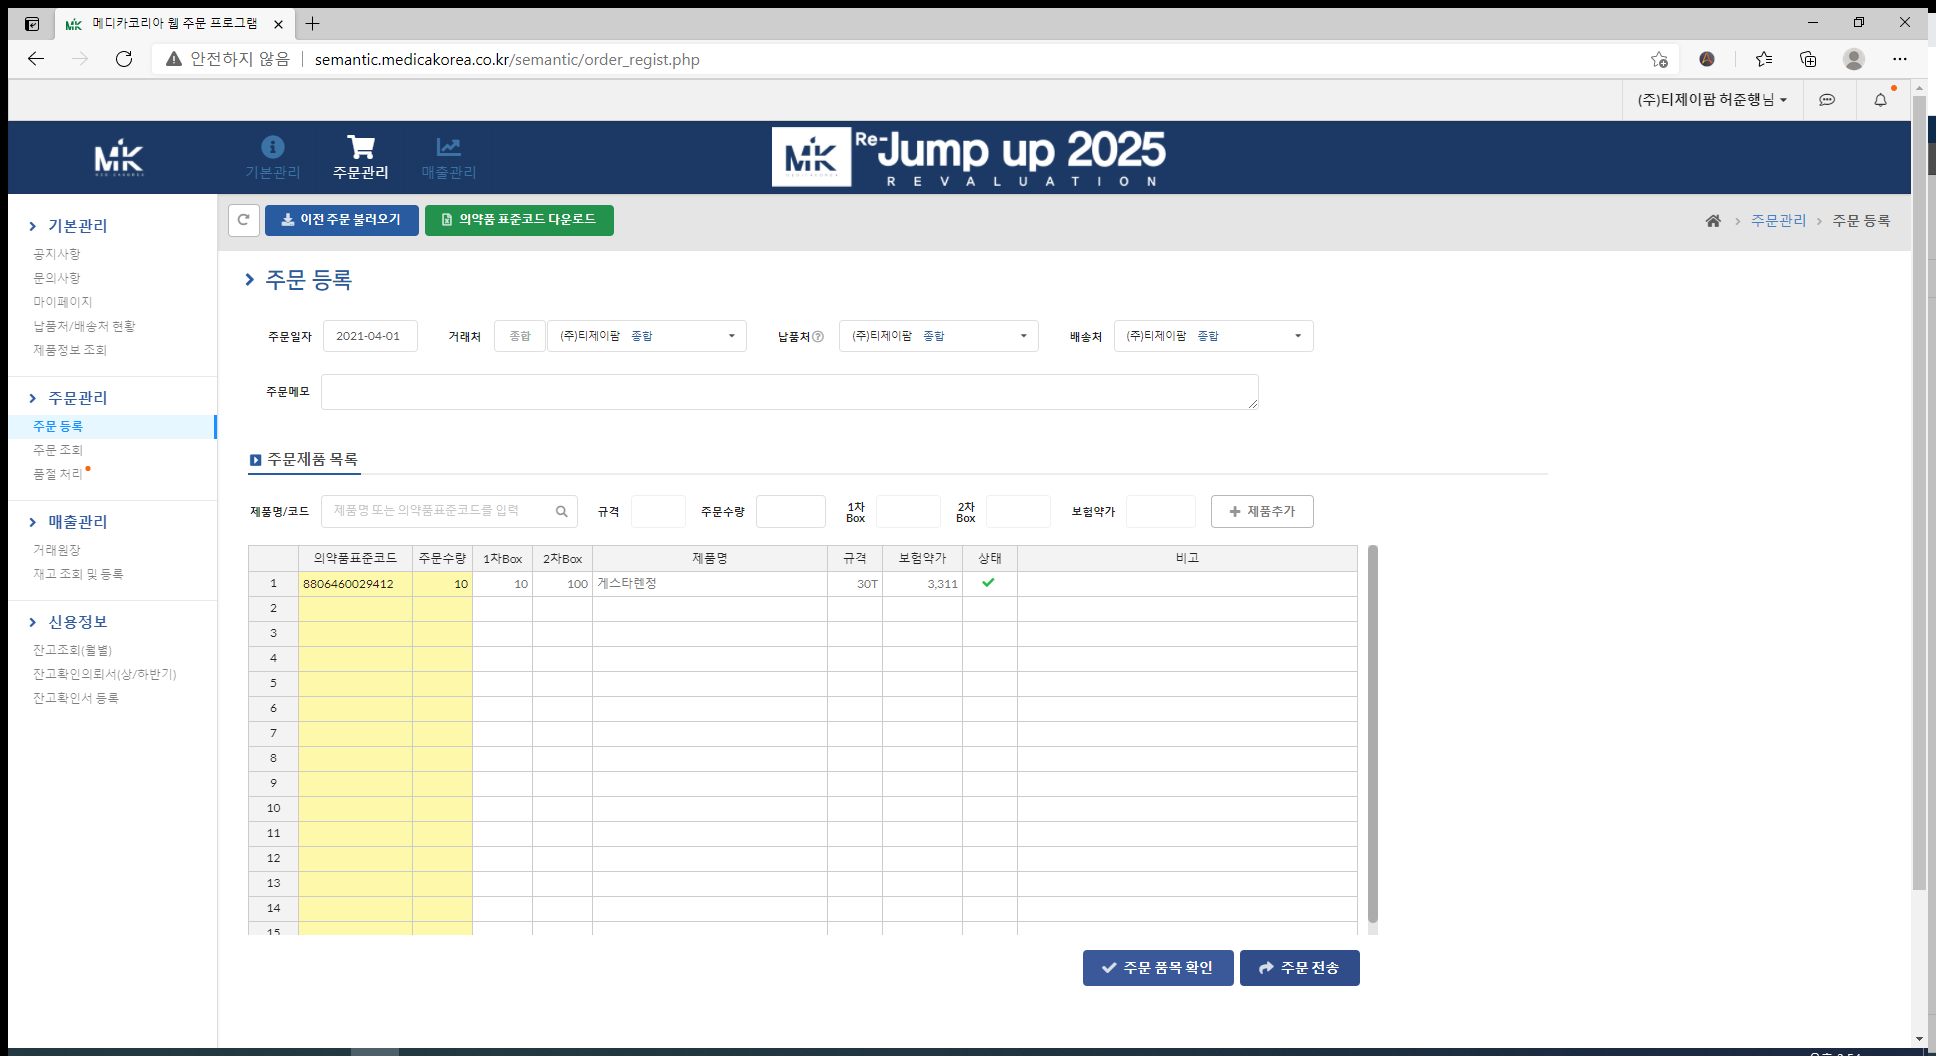 메디카코리아 웹 주문 프로그램
안전하지 않음 semantic.medicakorea.co.kr/semantic/order_regist.php
(주)티제이팜 허준행님
MK
기본관리 주문관리 매출관리
MK Re-Jump up 2025
REVALUATION
기본관리
공지사항
문의사항
마이페이지
납품처/배송처 현황
제품정보 조회
주문관리
주문 등록
주문 조회
품절 처리
매출관리
거래원장
재고 조회 및 등록
신용정보
잔고조회(월별)
잔고확인의뢰서(상/하반기)
잔고확인서 등록
이전 주문 불러오기 의약품 표준코드 다운로드
주문관리 주문 등록
주문 등록
주문일자 2021-04-01 거래처 종합 (주)티제이팜 종합 납품처 (주)티제이팜 종합 배송처 (주)티제이팜 종합
주문메모
주문제품 목록
제품명/코드 제품명 또는 의약품표준코드를 입력 규격 주문수량 1차 Box 2차 Box 보험약가 제품추가
의약품표준코드 주문수량 1차Box 2차Box 제품명 규격 보험약가 상태 비고
1 8806460029412 10 10 100 게스타렌정 30T 3,311
2
3
4
5
6
7
8
9
10
11
12
13
14
15
주문 품목 확인 주문 전송